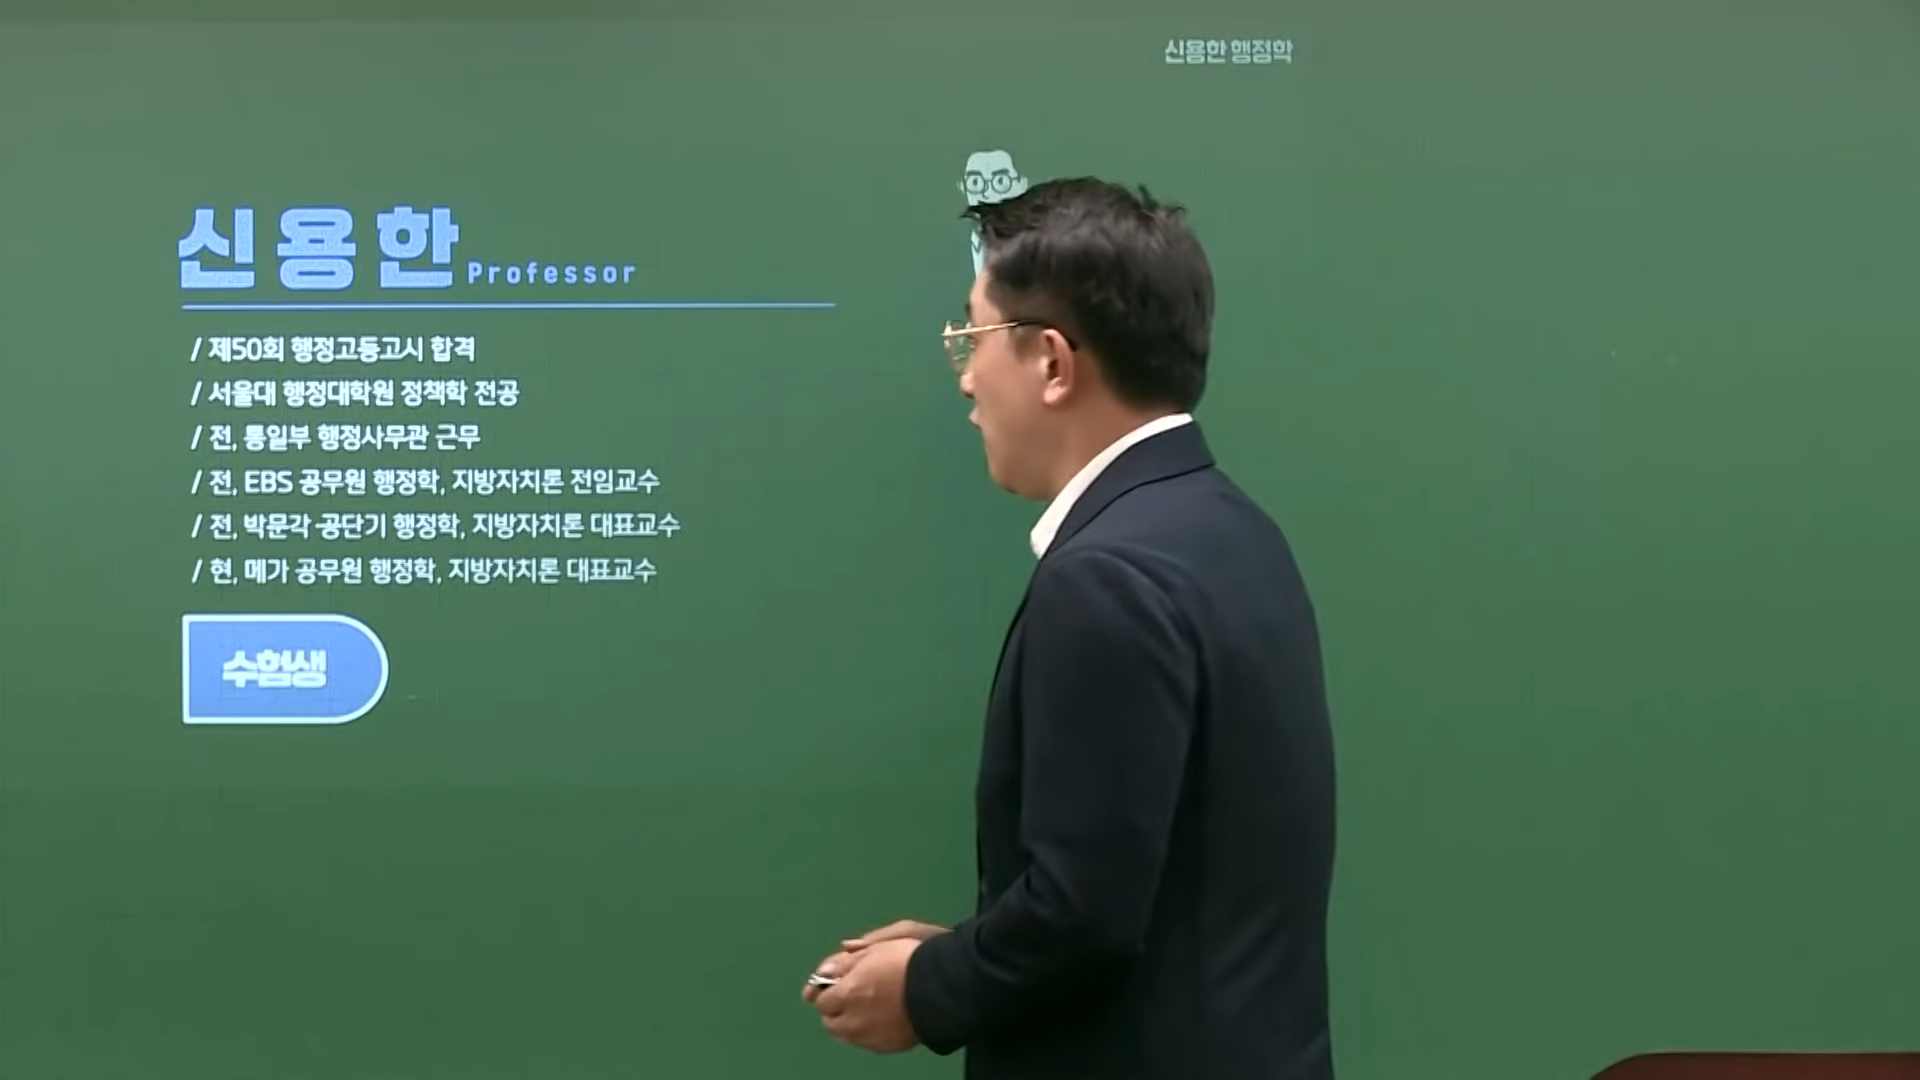 신용한 행정학
신용한 Professor
/ 제50회 행정고등고시 합격
/ 서울대 행정대학원 정책학 전공
/ 전, 통일부 행정사무관 근무
/ 전, EBS 공무원 행정학, 지방자치론 전임교수
/ 전, 박문각 공단기 행정학, 지방자치론 대표교수
/ 현, 메가 공무원 행정학, 지방자치론 대표교수
수험생